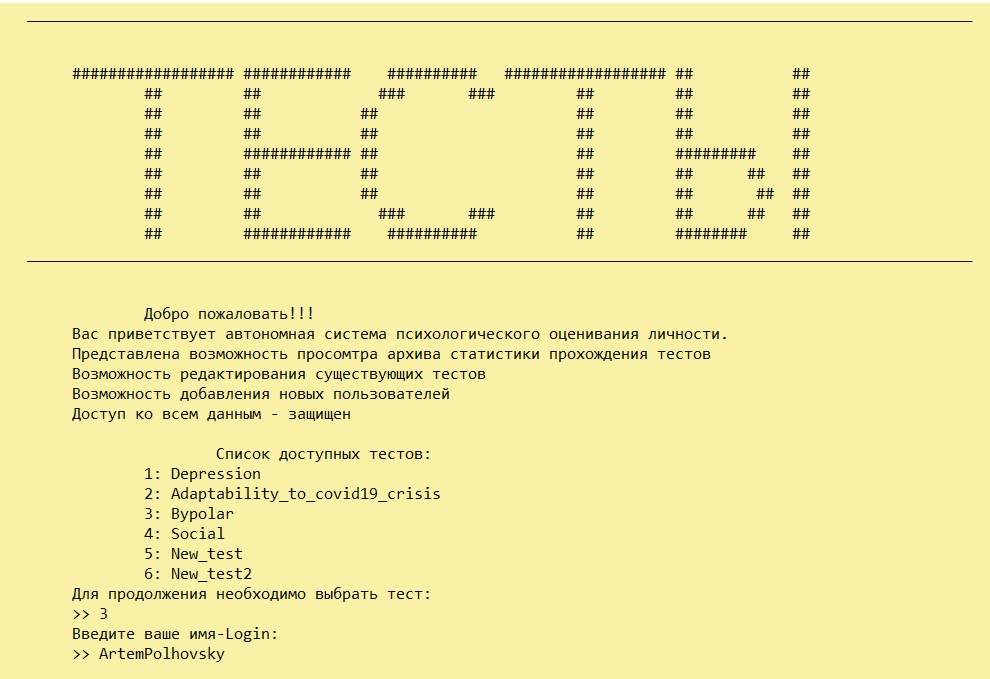 ТЕСТЫ
Добро пожаловать!!!
Вас приветствует автономная система психологического оценивания личности.
Представлена возможность просомтра архива статистики прохождения тестов
Возможность редактирования существующих тестов
Возможность добавления новых пользователей
Доступ ко всем данным - защищен
Список доступных тестов:
1: Depression
2: Adaptability_to_covid19_crisis
3: Bypolar
4: Social
5: New_test
6: New_test2
Для продолжения необходимо выбрать тест:
>> 3
Введите ваше имя-Login:
>> ArtemPolhovsky